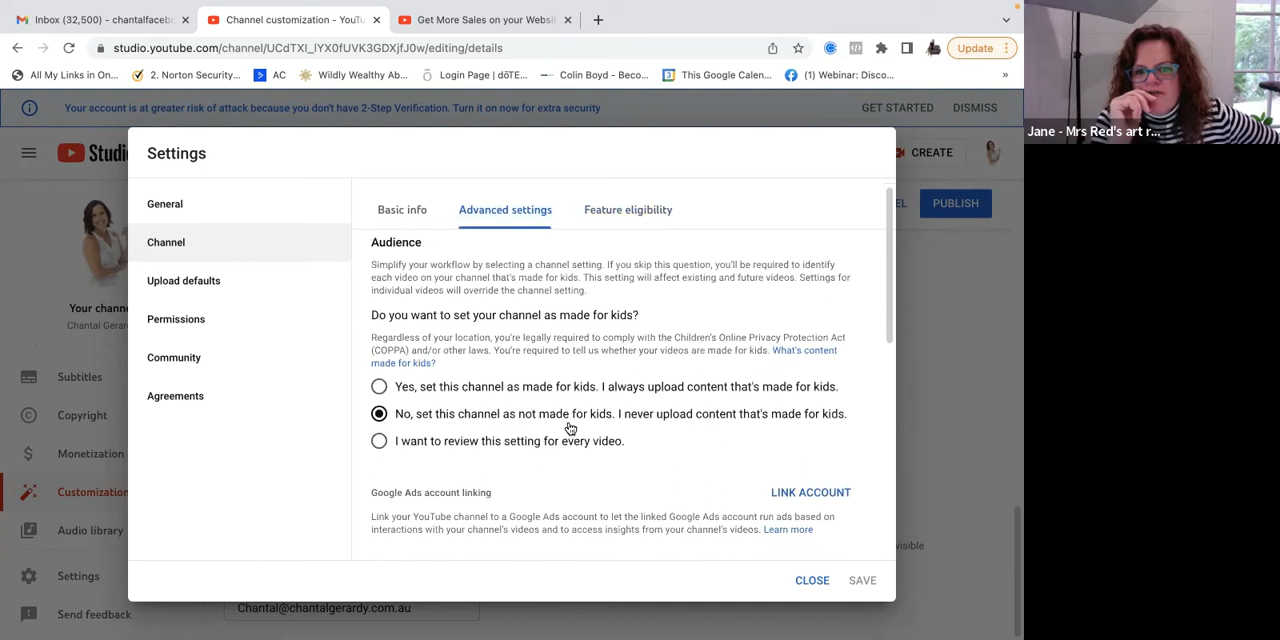 Inbox (32,500) - chantalfacebo
Channel customization - YouTu
Get More Sales on your Websi
studio.youtube.com/channel/UCdTXI_lYX0fUVK3GDXjfJ0w/editing/details
Update
All My Links in On...
2. Norton Security...
AC
Wildly Wealthy Ab...
Login Page | dōTE...
Colin Boyd - Beco...
This Google Calen...
(1) Webinar: Disco...
»
Your account is at greater risk of attack because you don't have 2-Step Verification. Turn it on now for extra security
GET STARTED
DISMISS
Jane - Mrs Red's art r...
Studi
CREATE
Settings
General
Channel
Upload defaults
Permissions
Community
Agreements
Basic info
Advanced settings
Feature eligibility
EL
PUBLISH
Audience
Simplify your workflow by selecting a channel setting. If you skip this question, you'll be required to identify
each video on your channel that's made for kids. This setting will affect existing and future videos. Settings for
individual videos will override the channel setting.
Do you want to set your channel as made for kids?
Regardless of your location, you're legally required to comply with the Children's Online Privacy Protection Act
(COPPA) and/or other laws. You're required to tell us whether your videos are made for kids. What's content
made for kids?
Yes, set this channel as made for kids. I always upload content that's made for kids.
No, set this channel as not made for kids. I never upload content that's made for kids.
I want to review this setting for every video.
Google Ads account linking
LINK ACCOUNT
Link your YouTube channel to a Google Ads account to let the linked Google Ads account run ads based on
interactions with your channel's videos and to access insights from your channel's videos. Learn more
CLOSE
SAVE
Your chann
Chantal Gerar
Subtitles
Copyright
Monetization
Customization
Audio library
Settings
Send feedback
visible
Chantal@chantalgerardy.com.au